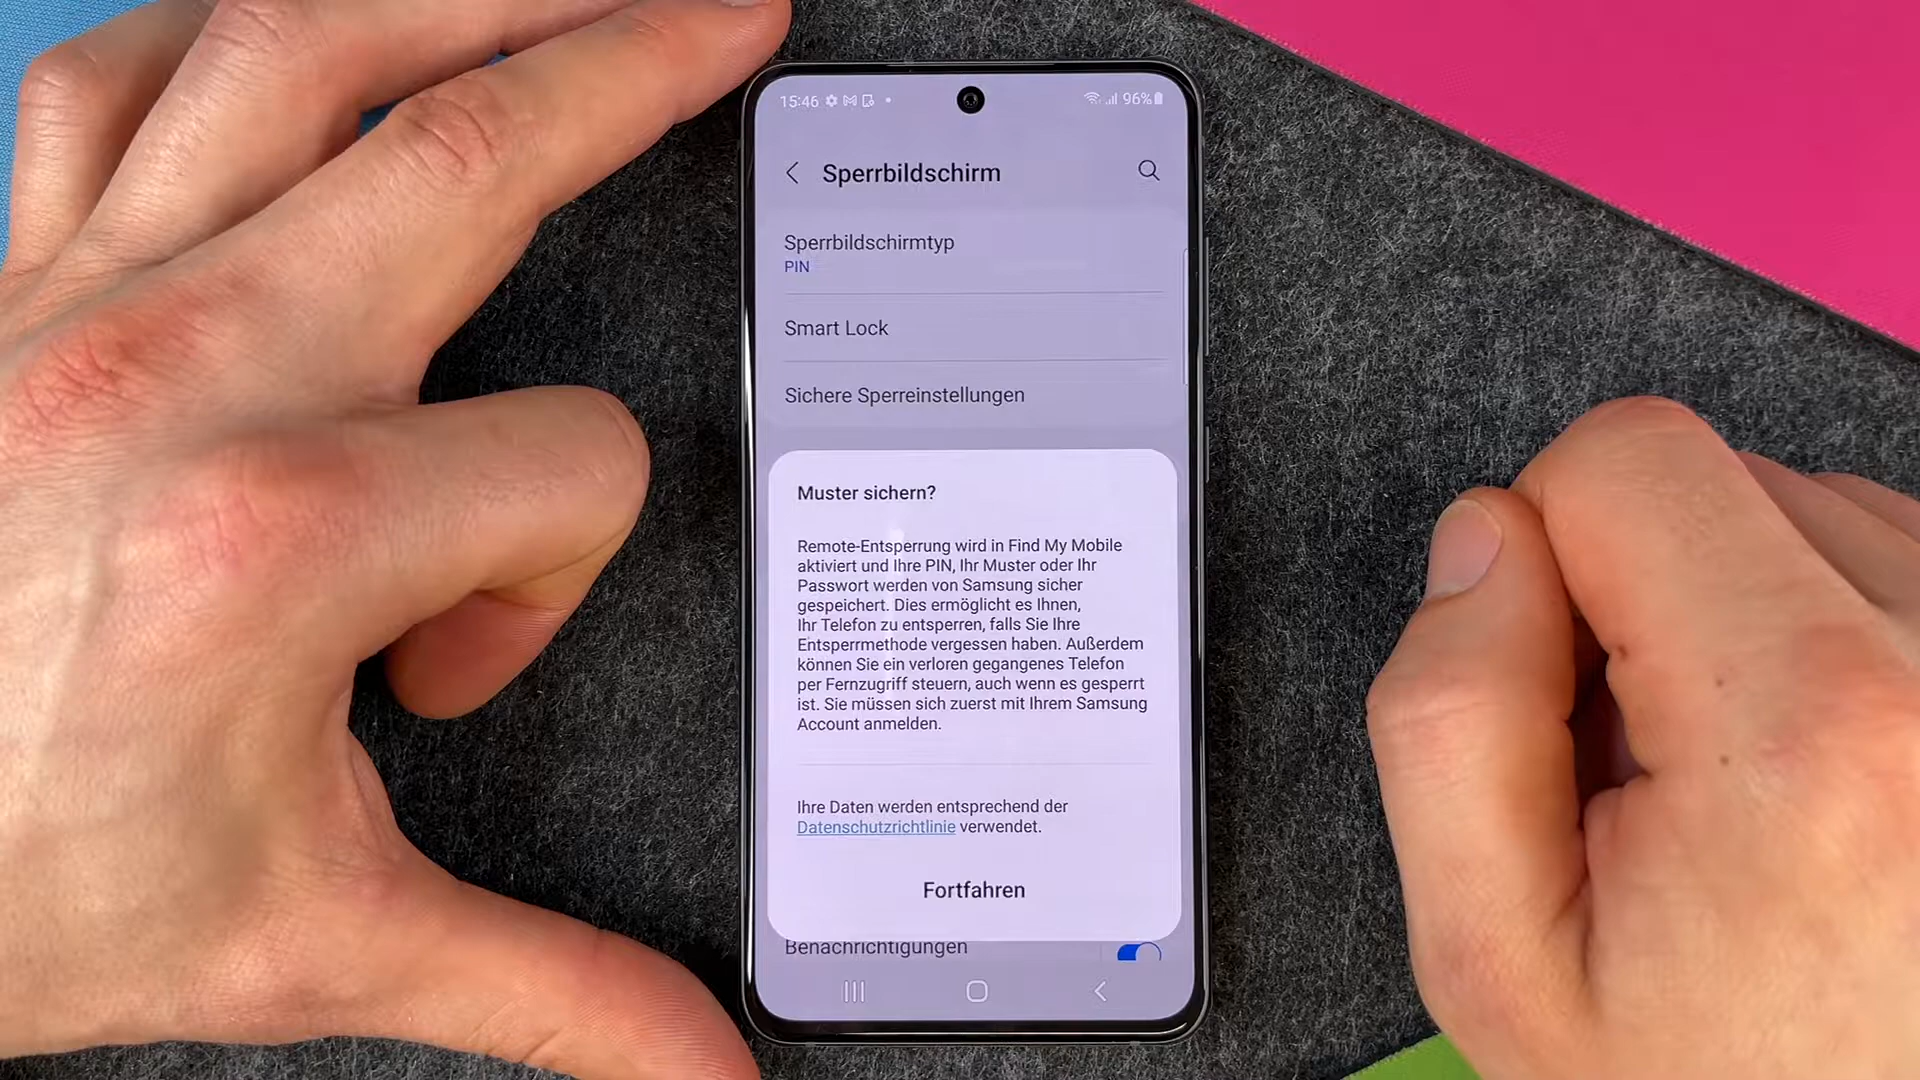 15:46
96%
Sperrbildschirm
Sperrbildschirmtyp
PIN
Smart Lock
Sichere Sperreinstellungen
Muster sichern?
Remote-Entsperrung wird in Find My Mobile
aktiviert und Ihre PIN, Ihr Muster oder Ihr
Passwort werden von Samsung sicher
gespeichert. Dies ermöglicht es Ihnen,
Ihr Telefon zu entsperren, falls Sie Ihre
Entsperrmethode vergessen haben. Außerdem
können Sie ein verloren gegangenes Telefon
per Fernzugriff steuern, auch wenn es gesperrt
ist. Sie müssen sich zuerst mit Ihrem Samsung
Account anmelden.
Ihre Daten werden entsprechend der
Datenschutzrichtlinie verwendet.
Fortfahren
Benachrichtigungen